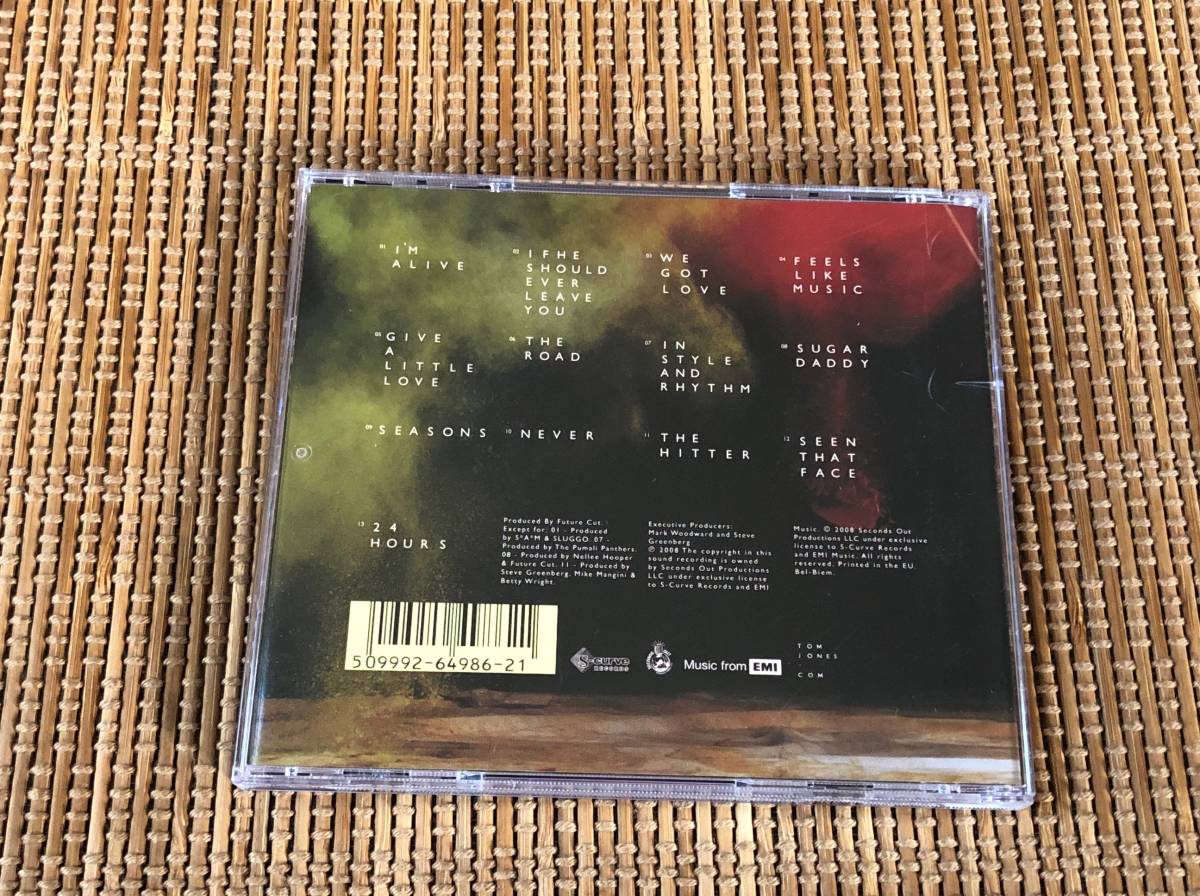 01 I'M
ALIVE
02 IFHE
SHOULD
EVER
LEAVE
YOU
03 WE
GOT
LOVE
04 FEELS
LIKE
MUSIC
05 GIVE
A
LITTLE
LOVE
06 THE
ROAD
07 IN
STYLE
AND
RHYTHM
08 SUGAR
DADDY
09 SEASONS
10 NEVER
11 THE
HITTER
12 SEEN
THAT
FACE
13 24
HOURS
Produced By Future Cut.
Except for: 01 - Produced
by S*A*M & SLUGGO. 07 -
Produced by The Pumali Panthers.
08 - Produced by Nellee Hooper
& Future Cut. 11 - Produced by
Steve Greenberg, Mike Mangini &
Betty Wright.
Executive Producers:
Mark Woodward and Steve
Greenberg
℗ 2008 The copyright in this
sound recording is owned
by Seconds Out Productions
LLC under exclusive license
to S-Curve Records and EMI
Music. © 2008 Seconds Out
Productions LLC under exclusive
license to S-Curve Records
and EMI Music. All rights
reserved. Printed in the EU.
Bel-Biem.
5 09992-64986-21
S-curve
RECORDS
Music from EMI
TOM
JONES
.
COM